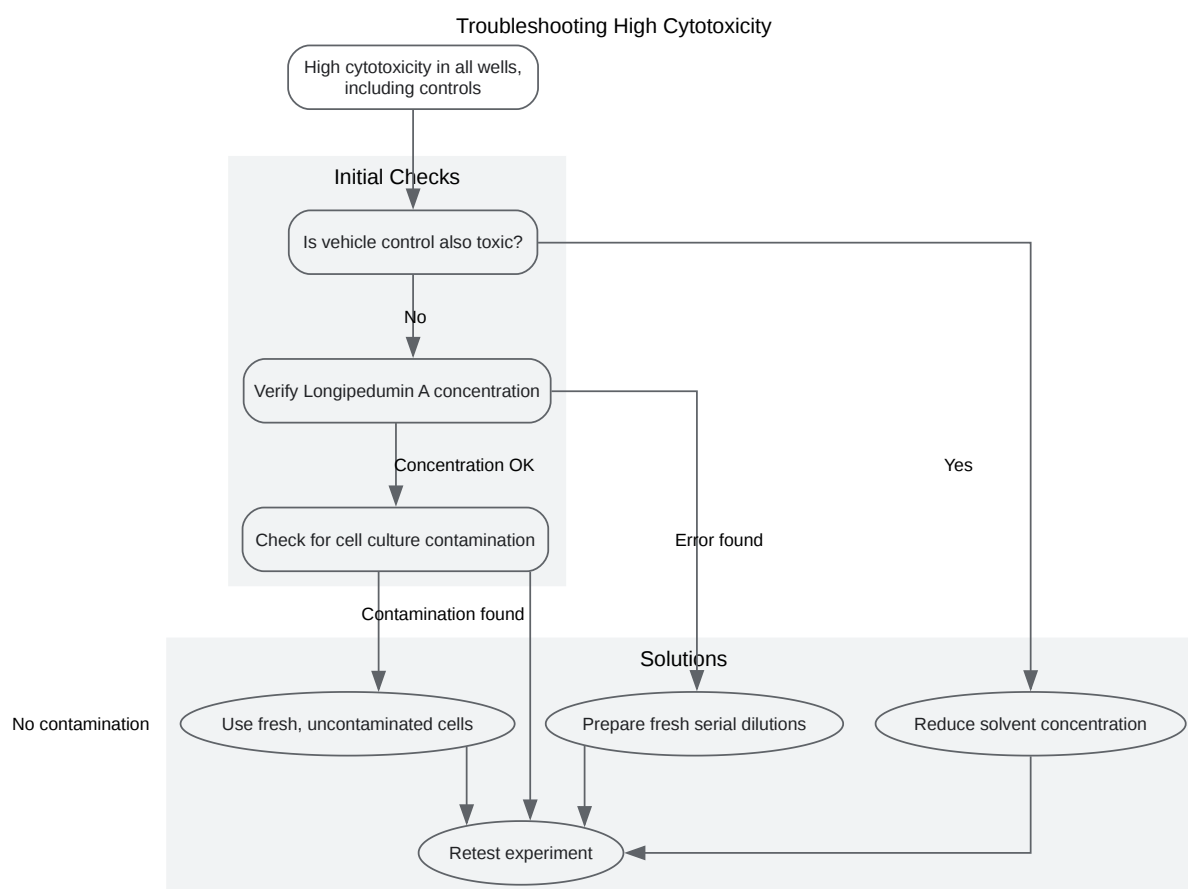 Troubleshooting High Cytotoxicity
High cytotoxicity in all wells,
including controls
Initial Checks
Is vehicle control also toxic?
No
Verify Longipedumin A concentration
Concentration OK
Yes
Check for cell culture contamination
Error found
Contamination found
Solutions
No contamination
Use fresh, uncontaminated cells
Prepare fresh serial dilutions
Reduce solvent concentration
Retest experiment